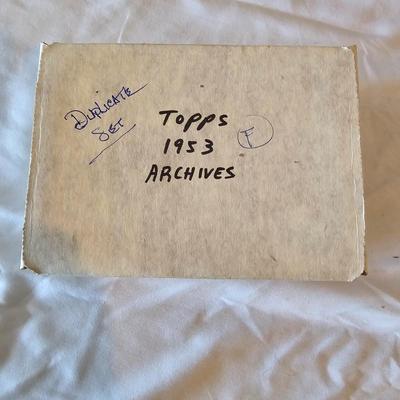 Duplicate
Set
Topps
1953
Archives
F